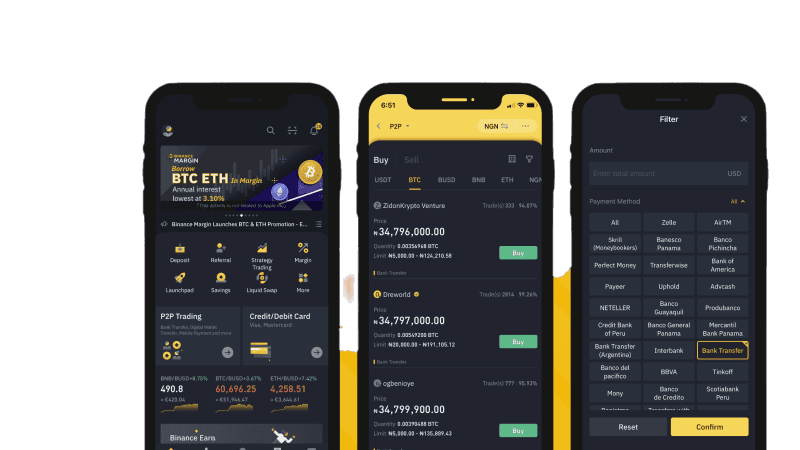 BINANCE
MARGIN
Borrow
BTC ETH In Margin
Annual interest
lowest at 3.10%
*This activity is not related to Apple Inc.
Binance Margin Launches BTC & ETH Promotion - E...
Deposit
Referral
Strategy
Trading
Margin
Launchpad
Savings
Liquid Swap
More
P2P Trading
Bank Transfer, Digital Wallet
Transfer, Mobile Payment and more
Credit/Debit Card
Visa, Mastercard
BNB/BUSD+8.75%
490.8
≈ €423.04
BTC/BUSD+3.67%
60,696.25
≈ €51,946.47
ETH/BUSD+7.42%
4,258.51
≈ €3,644.61
Binance Earn
6:51
P2P
NGN
Buy
Sell
USDT
BTC
BUSD
BNB
ETH
NGN
ZidonKrypto Venture
Trade(s) 333 94.07%
Price
₦34,796,000.00
Quantity 0.00356968 BTC
Limit ₦5,000.00 - ₦124,210.58
Buy
Bank Transfer
Dreworld
Trade(s) 2814 99.26%
Price
₦34,797,000.00
Quantity 0.00549200 BTC
Limit ₦20,000.00 - ₦191,105.12
Buy
Bank Transfer
ogbenioye
Trade(s) 777 95.93%
Price
₦34,799,900.00
Quantity 0.00390488 BTC
Limit ₦5,000.00 - ₦135,889.43
Buy
Filter
Amount
Enter total amount
USD
Payment Method
All
All
Zelle
AirTM
Skrill
(Moneybookers)
Banesco
Panama
Banco
Pichincha
Perfect Money
Transferwise
Bank of
America
Payeer
Uphold
Advcash
NETELLER
Banco
Guayaquil
Produbanco
Credit Bank
of Peru
Banco General
Panama
Mercantil
Bank Panama
Bank Transfer
(Argentina)
Interbank
Bank Transfer
Banco del
pacifico
BBVA
Tinkoff
Mony
Banco
de Credito
Scotiabank
Peru
Reset
Confirm